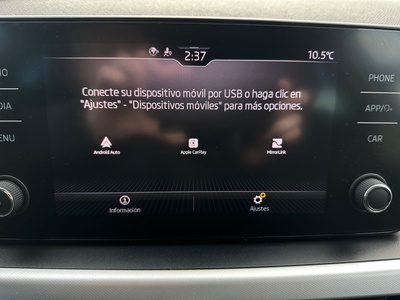 2:37
10.5°C
Conecte su dispositivo móvil por USB o haga clic en
"Ajustes" - "Dispositivos móviles" para más opciones.
Android Auto
Apple CarPlay
MirrorLink
Información
Ajustes
PHONE
APP/
CAR